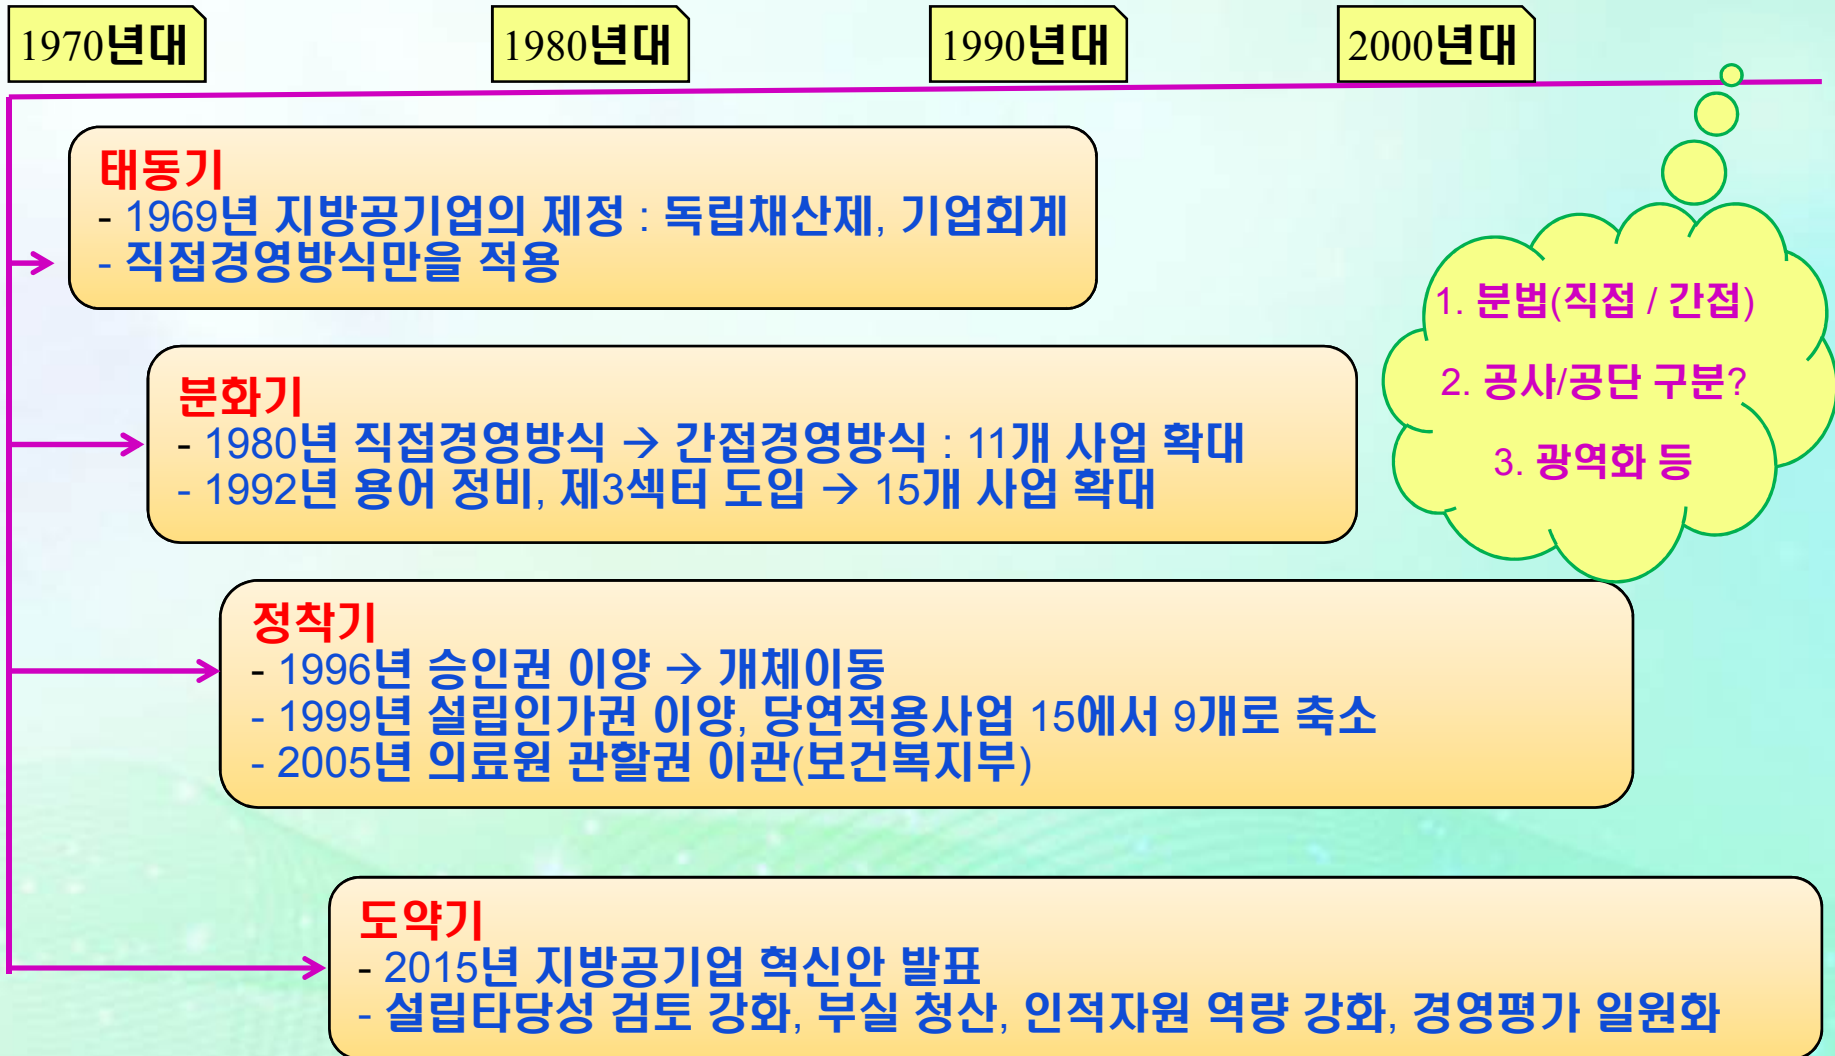 1970년대
1980년대
1990년대
2000년대
태동기
- 1969년 지방공기업의 제정 : 독립채산제, 기업회계
- 직접경영방식만을 적용
분화기
- 1980년 직접경영방식 → 간접경영방식 : 11개 사업 확대
- 1992년 용어 정비, 제3섹터 도입 → 15개 사업 확대
정착기
- 1996년 승인권 이양 → 개체이동
- 1999년 설립인가권 이양, 당연적용사업 15에서 9개로 축소
- 2005년 의료원 관할권 이관(보건복지부)
도약기
- 2015년 지방공기업 혁신안 발표
- 설립타당성 검토 강화, 부실 청산, 인적자원 역량 강화, 경영평가 일원화
1. 분법(직접 / 간접)
2. 공사/공단 구분?
3. 광역화 등